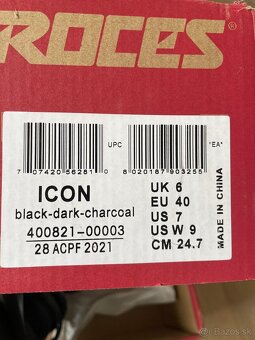 ROCES®
UPC
"EA"
7 07420 56281 0
8 020187 903255
ICON
black-dark-charcoal
400821-00003
28 ACPF 2021
UK 6
EU 40
US 7
US W 9
CM 24.7
MADE IN CHINA
© bazos.sk